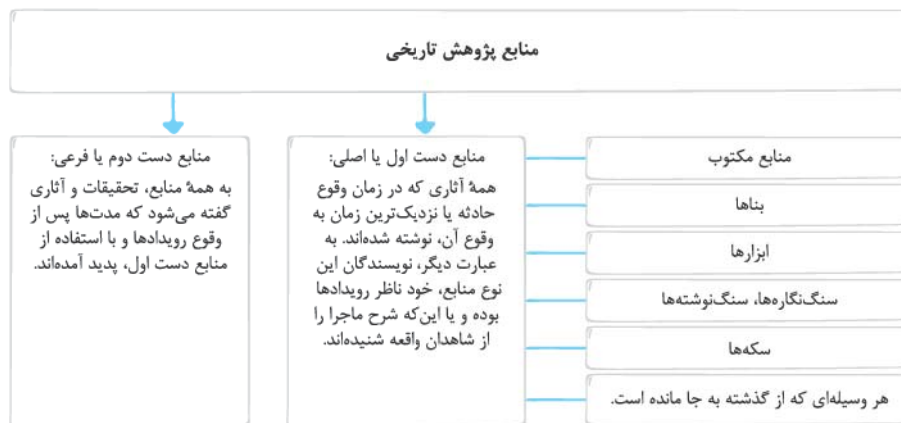 منابع پژوهش تاریخی
منابع مکتوب
بناها
ابزارها
سنگ‌نگاره‌ها، سنگ‌نوشته‌ها
سکه‌ها
هر وسیله‌ای که از گذشته به جا مانده است.
منابع دست اول یا اصلی:
همهٔ آثاری که در زمان وقوع
حادثه یا نزدیک‌ترین زمان به
وقوع آن، نوشته شده‌اند. به
عبارت دیگر، نویسندگان این
نوع منابع، خود ناظر رویدادها
بوده و یا این‌که شرح ماجرا را
از شاهدان واقعه شنیده‌اند.
منابع دست دوم یا فرعی:
به همهٔ منابع، تحقیقات و آثاری
گفته می‌شود که مدت‌ها پس از
وقوع رویدادها و با استفاده از
منابع دست اول، پدید آمده‌اند.